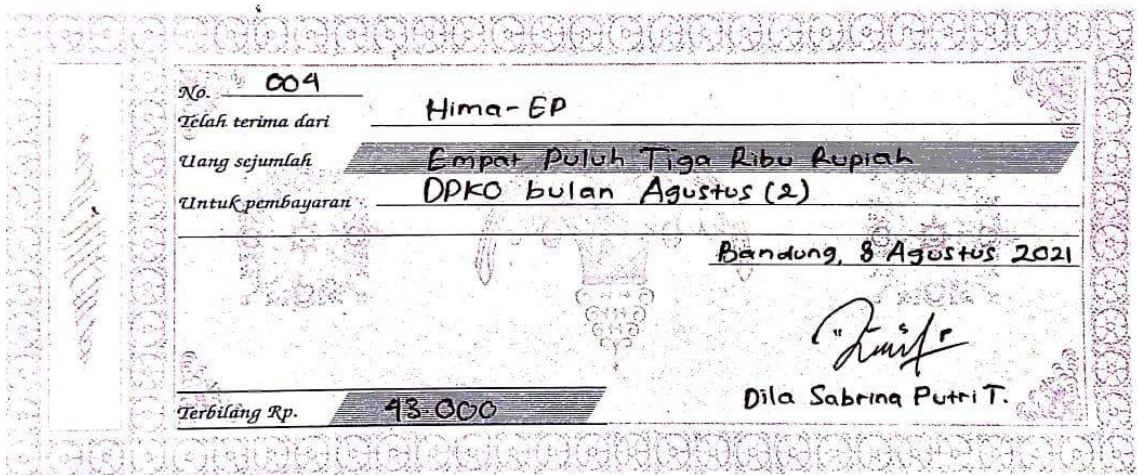 No. 004
Telah terima dari Hima-EP
Uang sejumlah Empat Puluh Tiga Ribu Rupiah
Untuk pembayaran DPKO bulan Agustus (2)
Bandung, 8 Agustus 2021
Dila Sabrina Putri T.
Terbilang Rp. 43.000